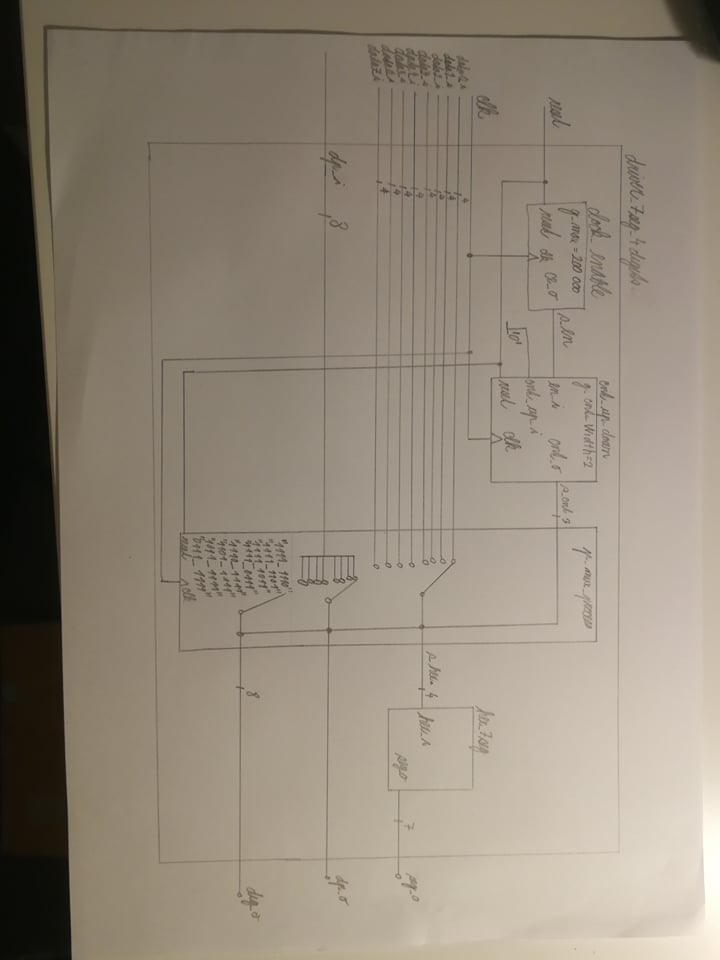 driver_7seg_4digits
clock_enable
g_max = 200 000
reset clk ce_o
s_en
cnt_up_down
g_cnt_Width=2
en_i cnt_o
cnt_up_i
reset clk
'0'
s_cnt 3
p_mux_process
reset
clk
data0_i 4
data1_i 4
data2_i 4
data3_i 4
data4_i 4
data5_i 4
data6_i 4
data7_i 4
dp_i 8
s_hex 4
hex_7seg
hex_i
seg_o
7
seg_o
dp_o
"1111_1110"
"1111_1101"
"1111_1011"
"1111_0111"
"1110_1111"
"1101_1111"
"1011_1111"
"0111_1111"
reset clk
8
dig_o